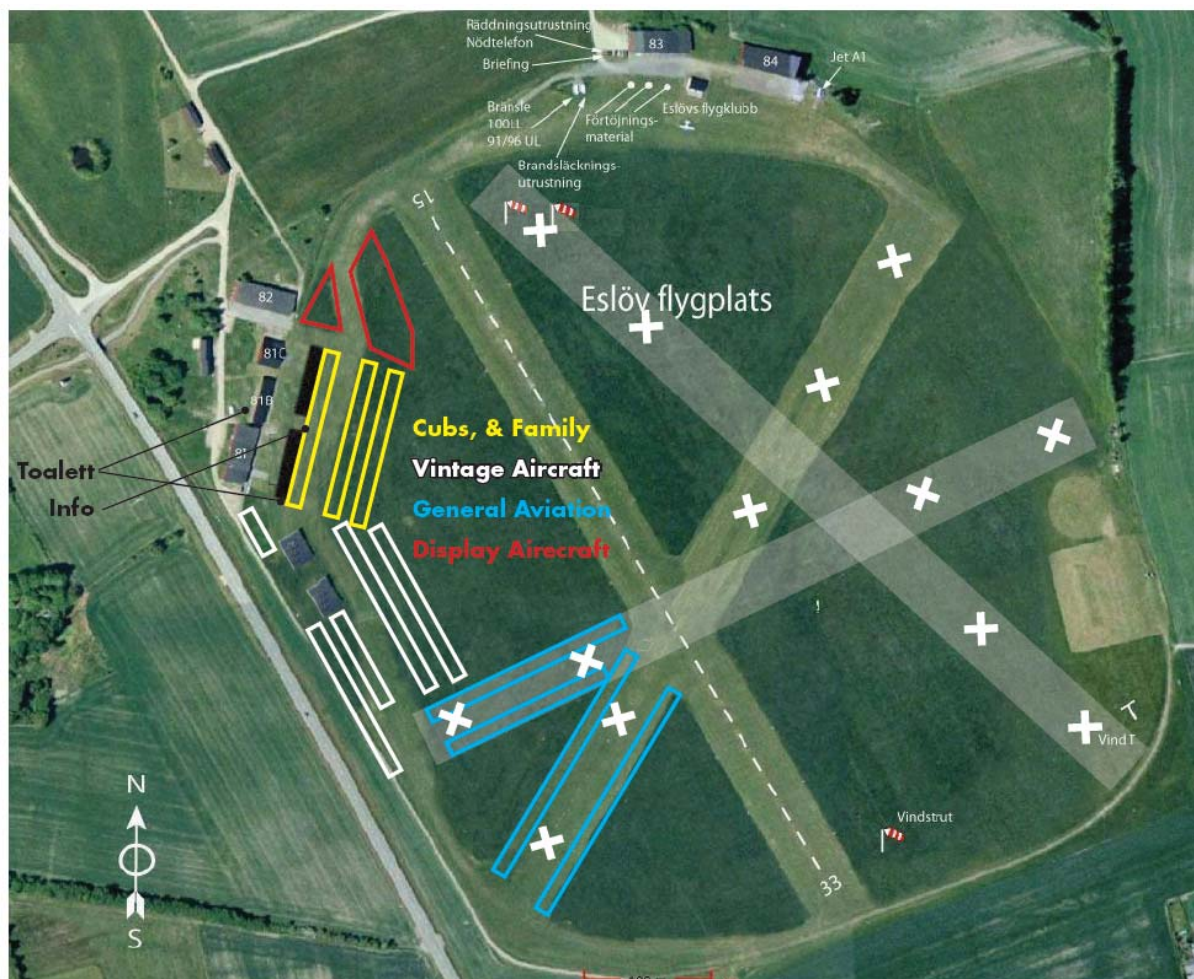 Räddningsutrustning
Nödtelefon
Briefing
83
84
Jet A1
Bränsle
100LL
91/96 UL
Förtöjnings-
material
Eslövs flygklubb
Brandsläcknings-
utrustning
15
Eslöv flygplats
82
81C
81B
81
Toalett
Info
Cubs, & Family
Vintage Aircraft
General Aviation
Display Airecraft
T
Vind T
Vindstrut
33
N
S